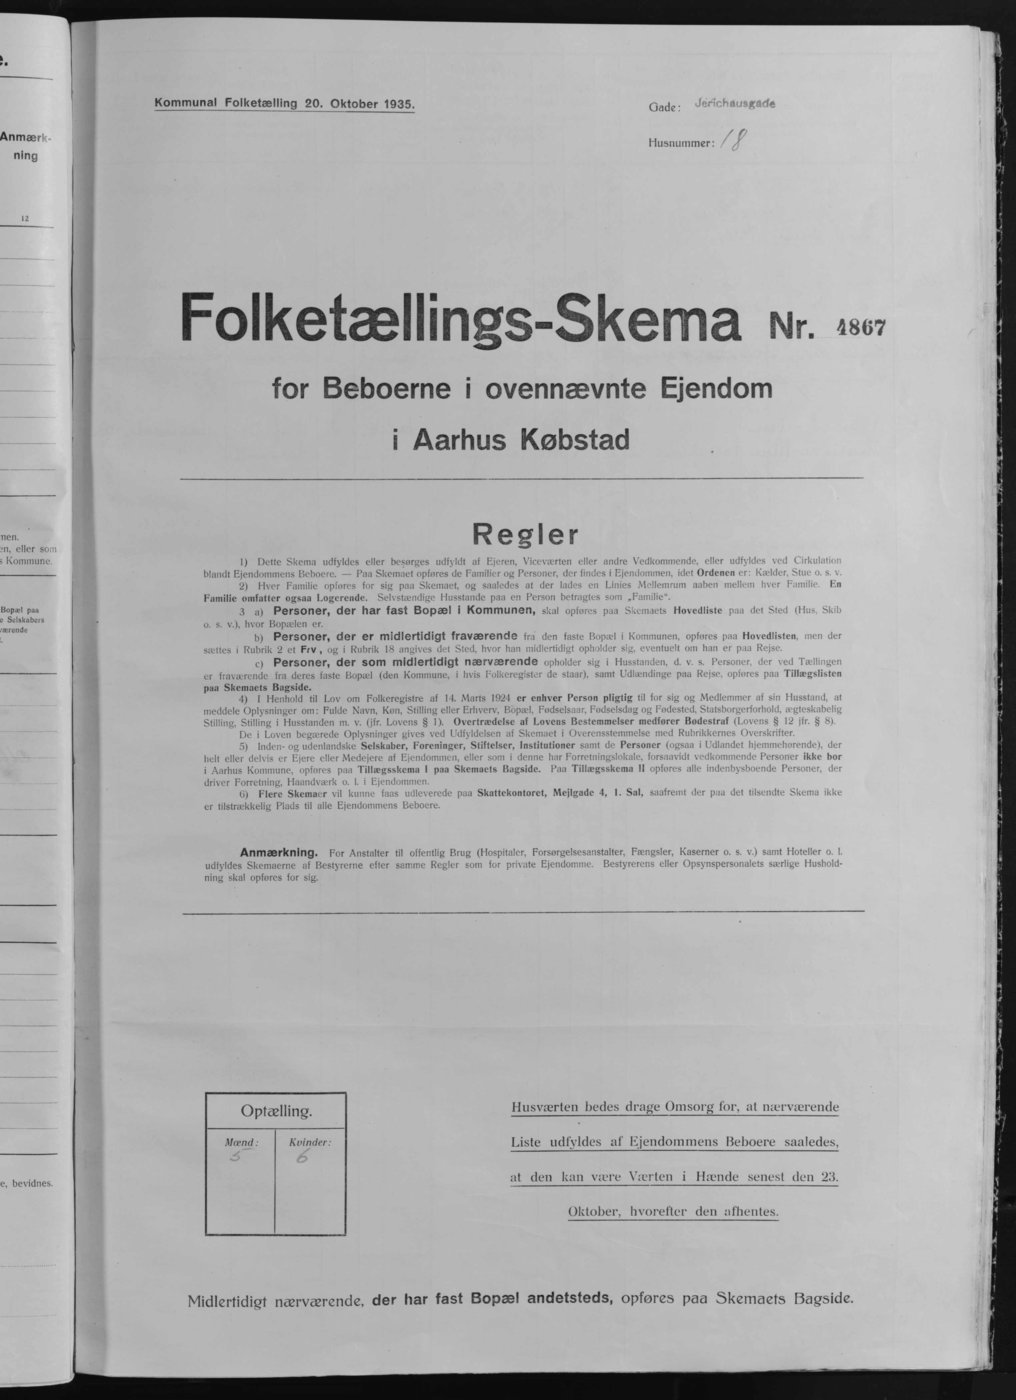 e.
Anmærk-
ning
12
nen.
en, eller som
s Kommune.
Bopæl paa
e Selskabers
værende
e, bevidnes.
Kommunal Folketælling 20. Oktober 1935.
Gade: Jerichausgade
Husnummer: 18
Folketællings-Skema Nr. 4867
for Beboerne i ovennævnte Ejendom
i Aarhus Købstad
Regler
1) Dette Skema udfyldes eller besørges udfyldt af Ejeren, Viceværten eller andre Vedkommende, eller udfyldes ved Cirkulation
blandt Ejendommens Beboere. — Paa Skemaet opføres de Familier og Personer, der findes i Ejendommen, idet Ordenen er: Kælder, Stue o. s. v.
2) Hver Familie opføres for sig paa Skemaet, og saaledes at der lades en Linies Mellemrum aaben mellem hver Familie. En
Familie omfatter ogsaa Logerende. Selvstændige Husstande paa en Person betragtes som „Familie“.
3 a) Personer, der har fast Bopæl i Kommunen, skal opføres paa Skemaets Hovedliste paa det Sted (Hus, Skib
o. s. v.), hvor Bopælen er.
b) Personer, der er midlertidigt fraværende fra den faste Bopæl i Kommunen, opføres paa Hovedlisten, men der
sættes i Rubrik 2 et Frv., og i Rubrik 18 angives det Sted, hvor han midlertidigt opholder sig, eventuelt om han er paa Rejse.
c) Personer, der som midlertidigt nærværende opholder sig i Husstanden, d. v. s. Personer, der ved Tællingen
er fraværende fra deres faste Bopæl (den Kommune, i hvis Folkeregister de staar), samt Udlændinge paa Rejse, opføres paa Tillægslisten
paa Skemaets Bagside.
4) I Henhold til Lov om Folkeregistre af 14. Marts 1924 er enhver Person pligtig til for sig og Medlemmer af sin Husstand, at
meddele Oplysninger om: Fulde Navn, Køn, Stilling eller Erhverv, Bopæl, Fødselsaar, Fødselsdag og Fødested, Statsborgerforhold, ægteskabelig
Stilling, Stilling i Husstanden m. v. (jfr. Lovens § 1). Overtrædelse af Lovens Bestemmelser medfører Bødestraf (Lovens § 12 jfr. § 8).
De i Loven begærede Oplysninger gives ved Udfyldelsen af Skemaet i Overensstemmelse med Rubrikkernes Overskrifter.
5) Inden- og udenlandske Selskaber, Foreninger, Stiftelser, Institutioner samt de Personer (ogsaa i Udlandet hjemmehørende), der
helt eller delvis er Ejere eller Medejere af Ejendommen, eller som i denne har Forretningslokale, forsaavidt vedkommende Personer ikke bor
i Aarhus Kommune, opføres paa Tillægsskema I paa Skemaets Bagside. Paa Tillægsskema II opføres alle indenbysboende Personer, der
driver Forretning, Haandværk o. l. i Ejendommen.
6) Flere Skemaer vil kunne faas udleverede paa Skattekontoret, Mejlgade 4, 1. Sal, saafremt der paa det tilsendte Skema ikke
er tilstrækkelig Plads til alle Ejendommens Beboere.
Anmærkning. For Anstalter til offentlig Brug (Hospitaler, Forsørgelsesanstalter, Fængsler, Kaserner o. s. v.) samt Hoteller o. l.
udfyldes Skemaerne af Bestyrerne efter samme Regler som for private Ejendomme. Bestyrerens eller Opsynspersonalets særlige Hushold-
ning skal opføres for sig.
Optælling.
Mænd: Kvinder:
5 6
Husværten bedes drage Omsorg for, at nærværende
Liste udfyldes af Ejendommens Beboere saaledes,
at den kan være Værten i Hænde senest den 23.
Oktober, hvorefter den afhentes.
Midlertidigt nærværende, der har fast Bopæl andetsteds, opføres paa Skemaets Bagside.